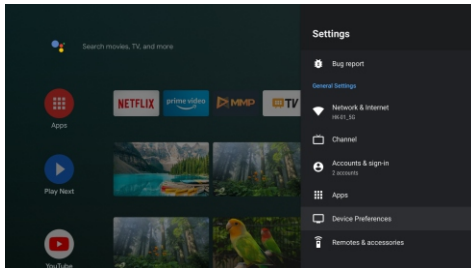 Search movies, TV, and more
Apps
NETFLIX
prime video
MMP
TV
Play Next
YouTube
Settings
Bug report
General Settings
Network & Internet
Channel
Accounts & sign-in
2 accounts
Apps
Device Preferences
Remotes & accessories